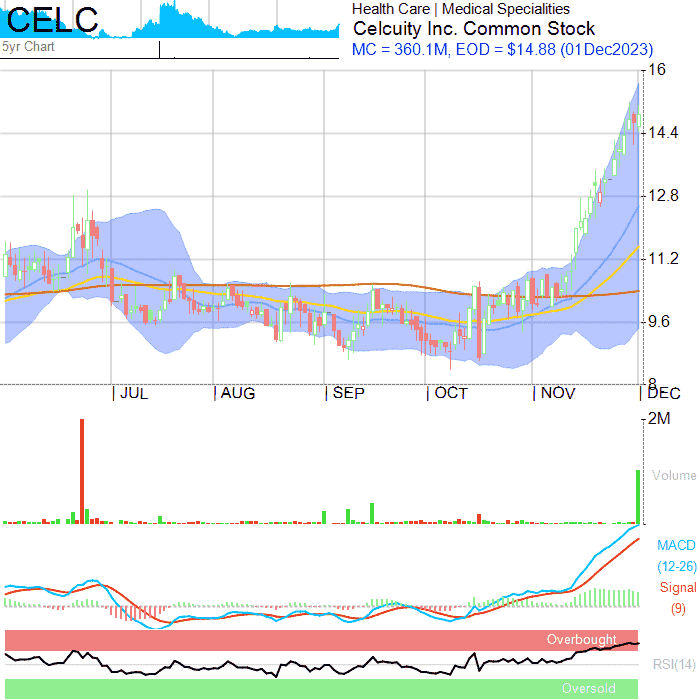 CELC
Health Care | Medical Specialities
Celcuity Inc. Common Stock
5yr Chart
MC = 360.1M, EOD = $14.88 (01Dec2023)
16
14.4
12.8
11.2
9.6
8
| JUL | AUG | SEP | OCT | NOV | DEC
2M
Volume
MACD
(12-26)
Signal
(9)
Overbought
RSI(14)
Oversold